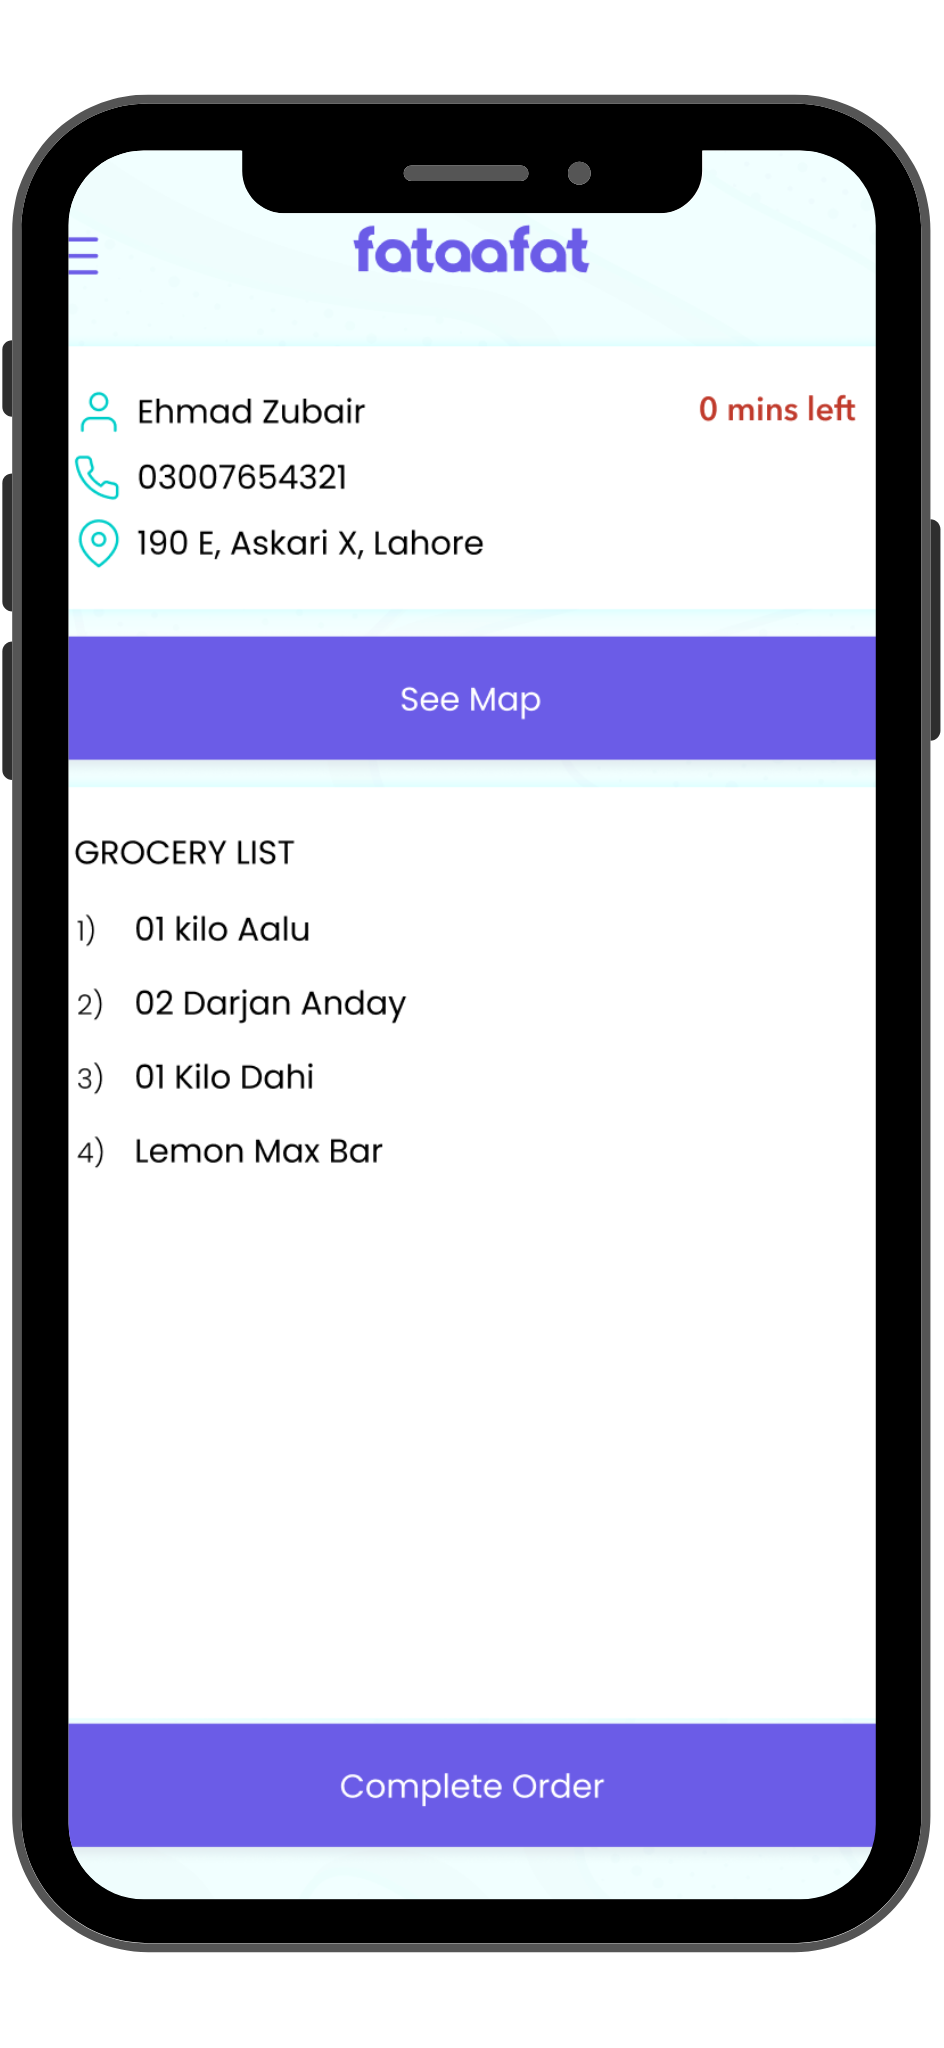 fataafat
Ehmad Zubair
0 mins left
03007654321
190 E, Askari X, Lahore
See Map
GROCERY LIST
1) 01 kilo Aalu
2) 02 Darjan Anday
3) 01 Kilo Dahi
4) Lemon Max Bar
Complete Order